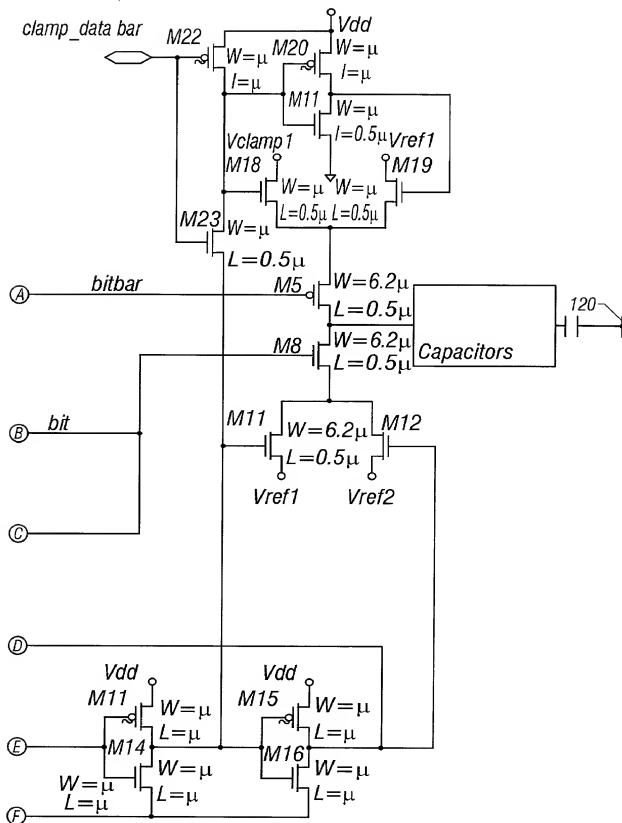 clamp_data bar
M22
Vdd
M20
W=μ
l=μ
W=μ
l=μ
M11
W=μ
l=0.5μ
Vclamp1
M18
Vref1
M19
W=μ
L=0.5μ
W=μ
L=0.5μ
M23
W=μ
L=0.5μ
A
bitbar
M5
W=6.2μ
L=0.5μ
120
Capacitors
M8
W=6.2μ
L=0.5μ
B
bit
M11
W=6.2μ
L=0.5μ
M12
Vref1
Vref2
C
D
Vdd
M11
W=μ
L=μ
Vdd
M15
W=μ
L=μ
E
M14
W=μ
L=μ
W=μ
L=μ
M16
W=μ
L=μ
F